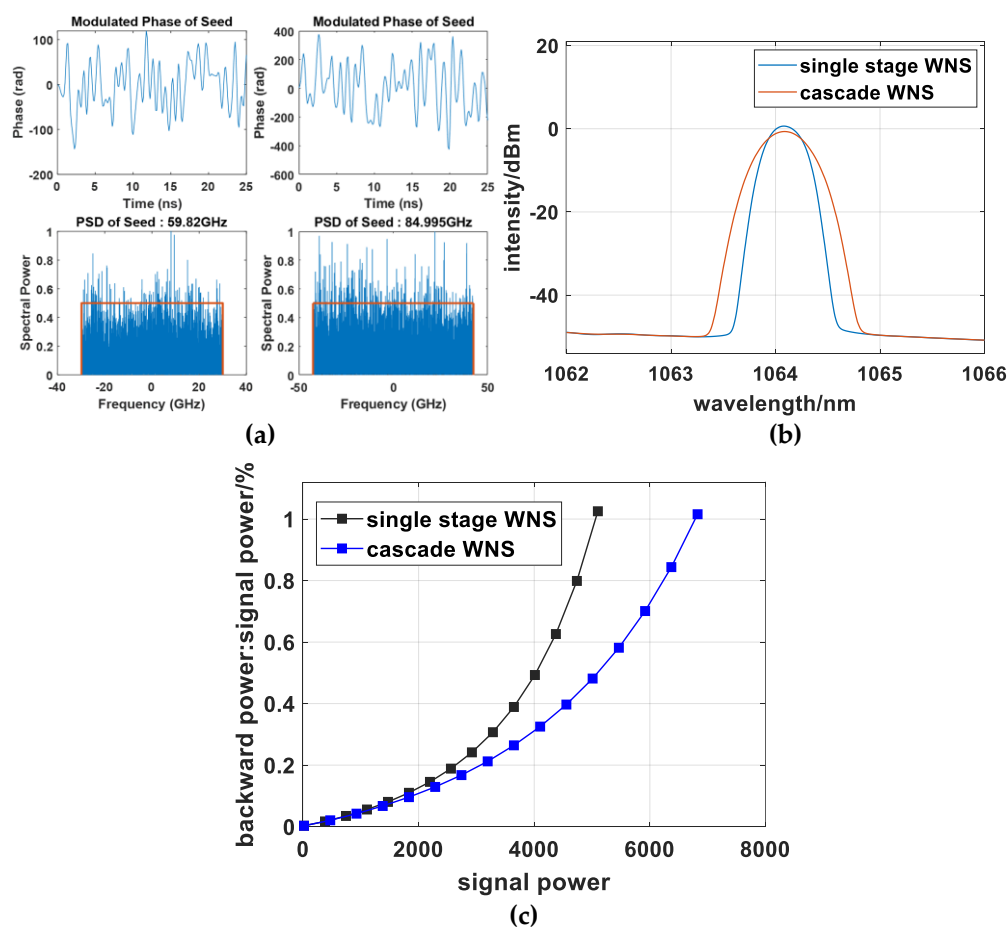 Modulated Phase of Seed
Phase (rad)
100
0
-100
-200
0 5 10 15 20 25
Time (ns)
Modulated Phase of Seed
Phase (rad)
400
200
0
-200
-400
-600
0 5 10 15 20 25
Time (ns)
PSD of Seed : 59.82GHz
Spectral Power
1
0.8
0.6
0.4
0.2
0
-40 -20 0 20 40
Frequency (GHz)
PSD of Seed : 84.995GHz
Spectral Power
1
0.8
0.6
0.4
0.2
0
-50 0 50
Frequency (GHz)
(a)
intensity/dBm
20
0
-20
-40
single stage WNS
cascade WNS
1062 1063 1064 1065 1066
wavelength/nm
(b)
backward power:signal power/%
1
0.8
0.6
0.4
0.2
0
single stage WNS
cascade WNS
0 2000 4000 6000 8000
signal power
(c)